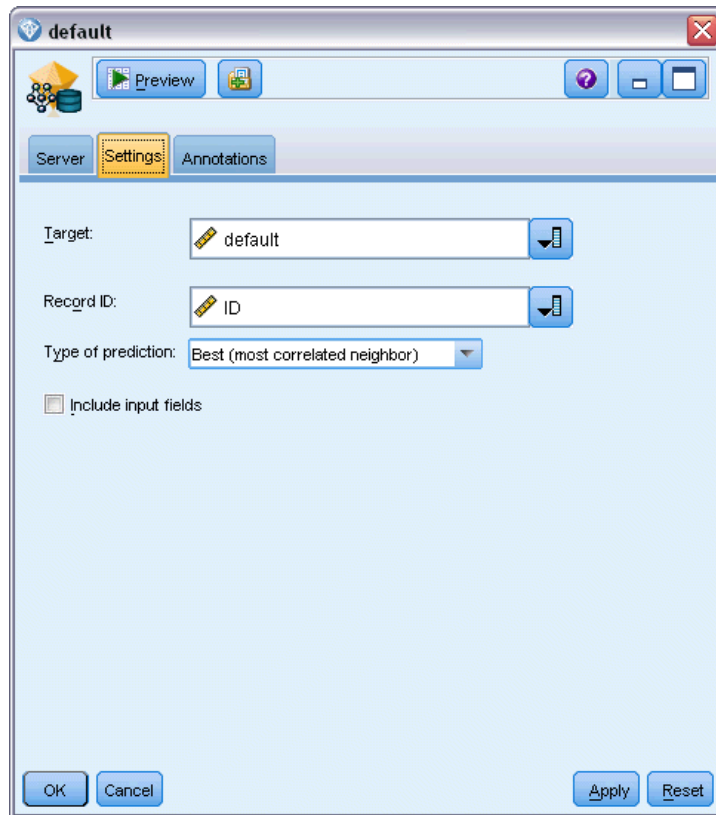 default
Preview
Server Settings Annotations
Target: default
Record ID: ID
Type of prediction: Best (most correlated neighbor)
Include input fields
OK Cancel Apply Reset